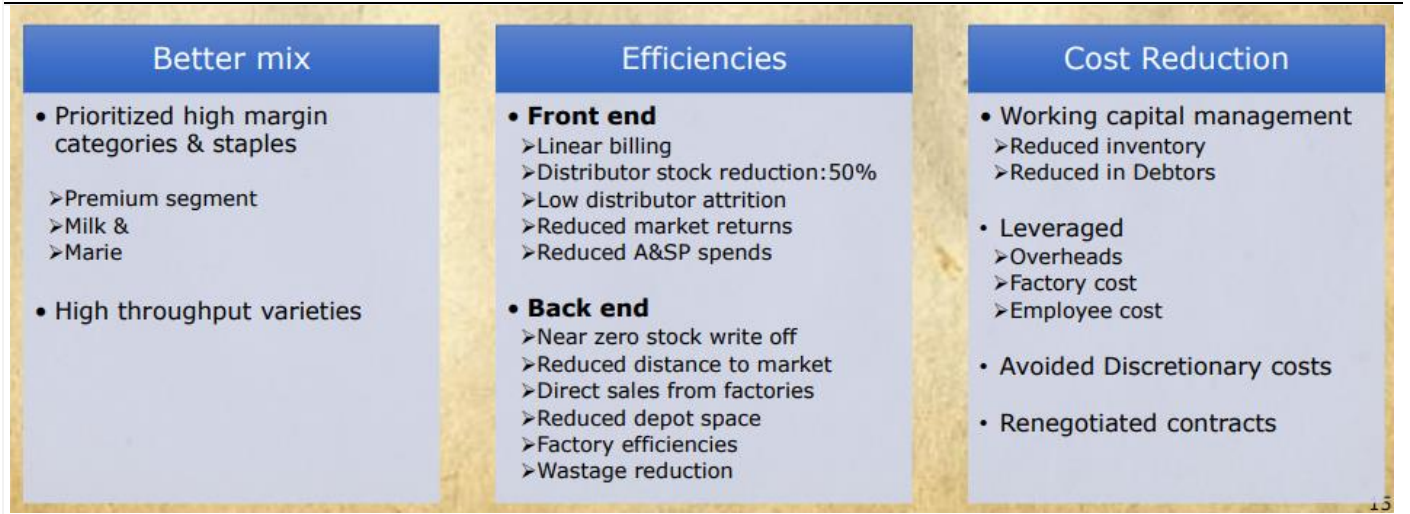 Better mix
• Prioritized high margin
categories & staples
➢Premium segment
➢Milk &
➢Marie
• High throughput varieties
Efficiencies
• Front end
➢Linear billing
➢Distributor stock reduction:50%
➢Low distributor attrition
➢Reduced market returns
➢Reduced A&SP spends
• Back end
➢Near zero stock write off
➢Reduced distance to market
➢Direct sales from factories
➢Reduced depot space
➢Factory efficiencies
➢Wastage reduction
Cost Reduction
• Working capital management
➢Reduced inventory
➢Reduced in Debtors
• Leveraged
➢Overheads
➢Factory cost
➢Employee cost
• Avoided Discretionary costs
• Renegotiated contracts
15